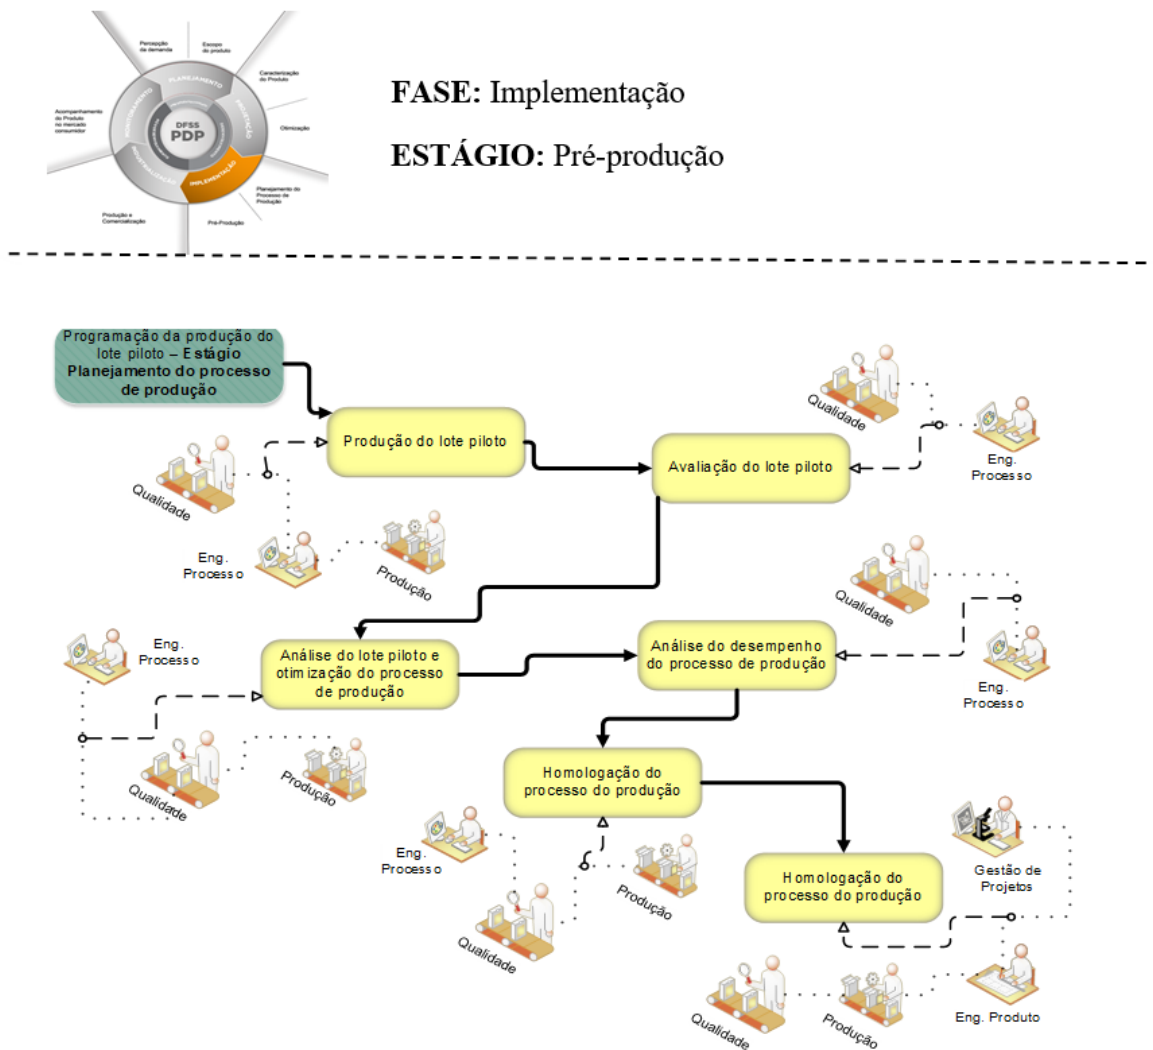 Percepção
da demanda
Escopo
do produto
Caracterização
do Produto
Otimização
Planejamento do
Processo de
Produção
Pré-Produção
Produção e
Comercialização
Acompanhamento
do Produto
no mercado
consumidor
PLANEJAMENTO
PROJETAÇÃO
IMPLEMENTAÇÃO
INDUSTRIALIZAÇÃO
MONITORAMENTO
DFSS
PDP
FASE: Implementação
ESTÁGIO: Pré-produção
Programação da produção do
lote piloto – Estágio
Planejamento do processo
de produção
Produção do lote piloto
Qualidade
Eng.
Processo
Produção
Avaliação do lote piloto
Qualidade
Eng.
Processo
Análise do lote piloto e
otimização do processo
de produção
Eng.
Processo
Qualidade
Produção
Análise do desempenho
do processo de produção
Qualidade
Eng.
Processo
Homologação do
processo do produção
Eng.
Processo
Qualidade
Produção
Homologação do
processo do produção
Gestão de
Projetos
Qualidade
Produção
Eng. Produto